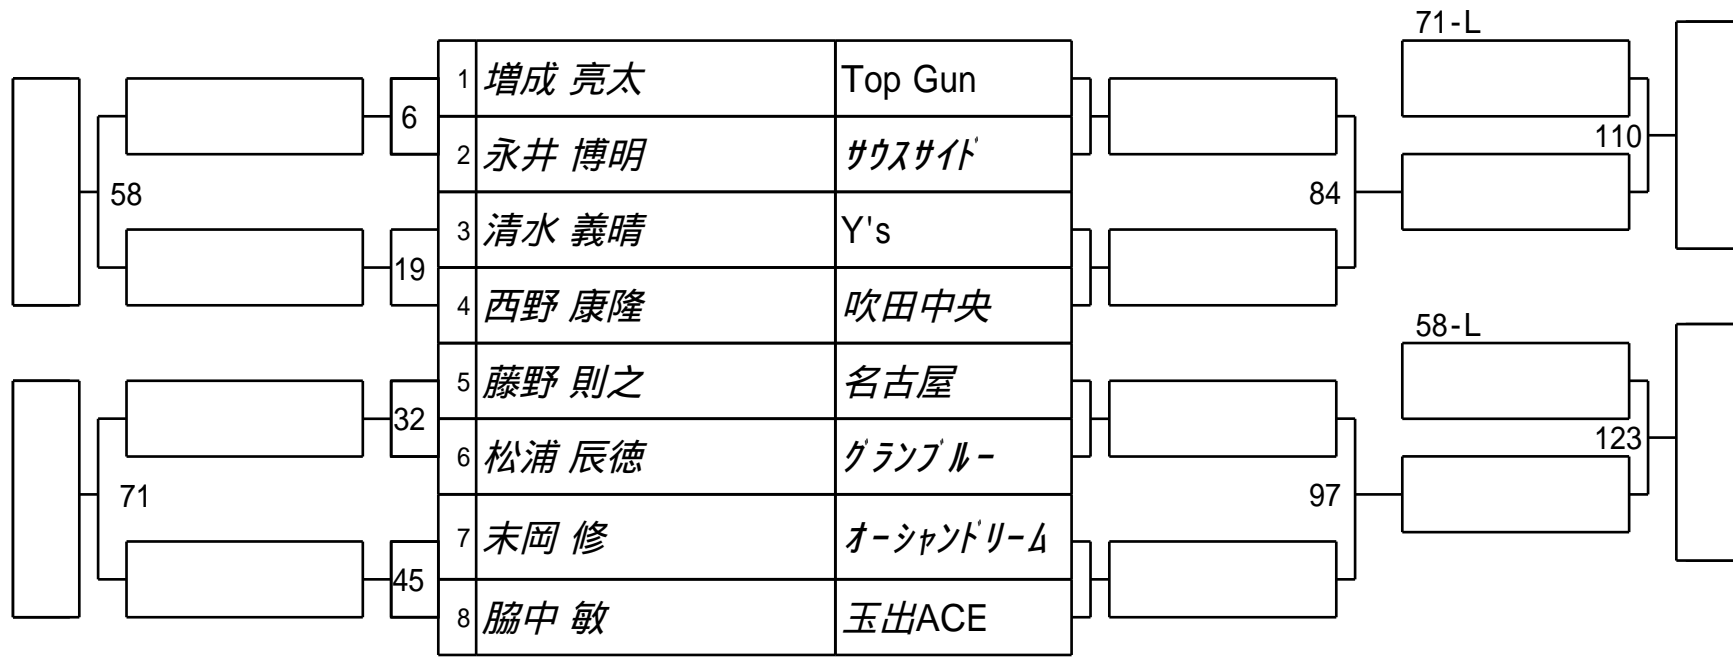 71-L
1 増成 亮太 Top Gun
6
110
2 永井 博明 ｻｳｽｻｲﾄﾞ
58
84
3 清水 義晴 Y's
19
4 西野 康隆 吹田中央
58-L
5 藤野 則之 名古屋
32
123
6 松浦 辰徳 ｸﾞﾗﾝﾌﾞﾙｰ
71
97
7 末岡 修 ｵｰｼｬﾝﾄﾞﾘｰﾑ
45
8 脇中 敏 玉出ACE